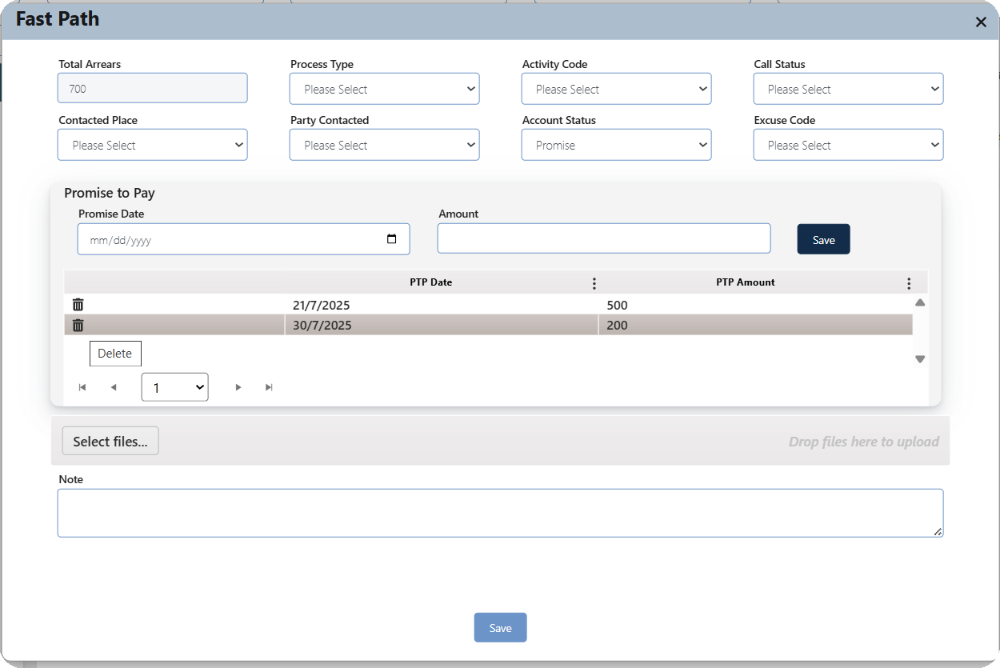 Fast Path
Total Arrears Process Type Activity Code Call Status
700 Please Select Please Select Please Select
Contacted Place Party Contacted Account Status Excuse Code
Please Select Please Select Promise Please Select
Promise to Pay
Promise Date Amount
mm/dd/yyyy Save
PTP Date PTP Amount
21/7/2025 500
30/7/2025 200
Delete
1
Select files... Drop files here to upload
Note
Save